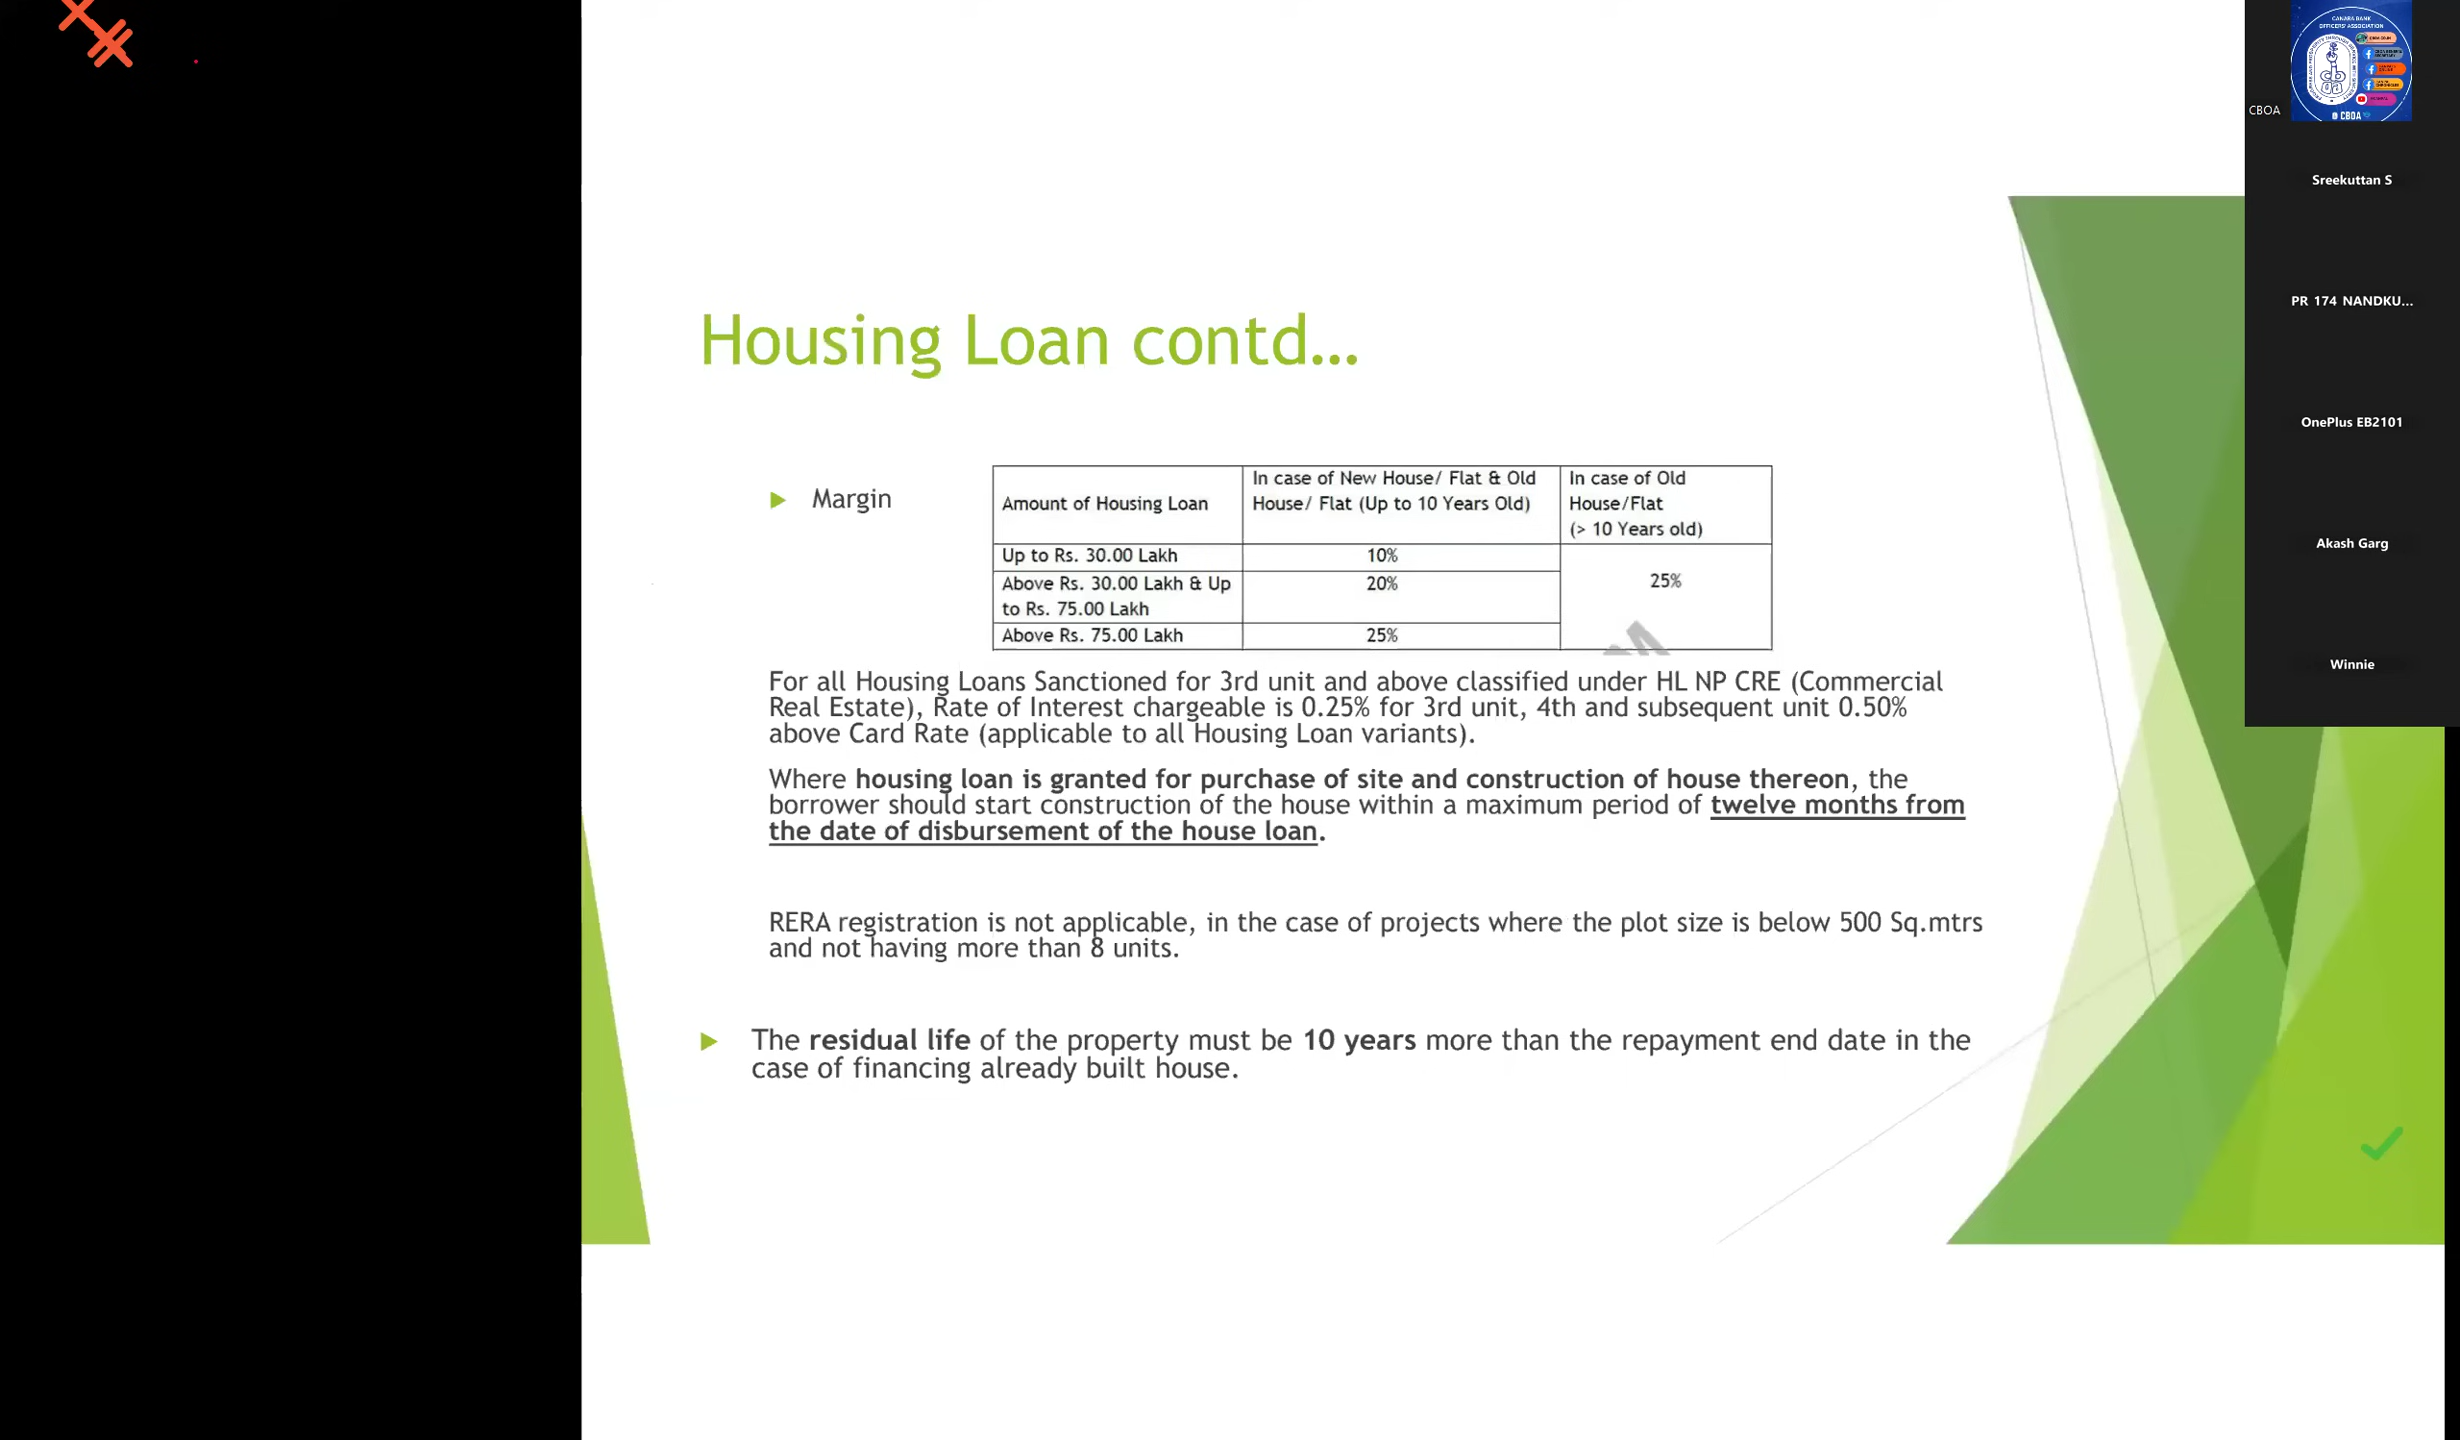 Housing Loan contd...
Margin
Amount of Housing Loan
In case of New House/ Flat & Old
House/ Flat (Up to 10 Years Old)
In case of Old
House/Flat
(> 10 Years old)
Up to Rs. 30.00 Lakh
10%
25%
Above Rs. 30.00 Lakh & Up
to Rs. 75.00 Lakh
20%
Above Rs. 75.00 Lakh
25%
For all Housing Loans Sanctioned for 3rd unit and above classified under HL NP CRE (Commercial
Real Estate), Rate of Interest chargeable is 0.25% for 3rd unit, 4th and subsequent unit 0.50%
above Card Rate (applicable to all Housing Loan variants).
Where housing loan is granted for purchase of site and construction of house thereon, the
borrower should start construction of the house within a maximum period of twelve months from
the date of disbursement of the house loan.
RERA registration is not applicable, in the case of projects where the plot size is below 500 Sq.mtrs
and not having more than 8 units.
The residual life of the property must be 10 years more than the repayment end date in the
case of financing already built house.
CANARA BANK
OFFICERS' ASSOCIATION
@ CBOA
CBOA
Sreekuttan S
PR 174 NANDKU...
OnePlus EB2101
Akash Garg
Winnie